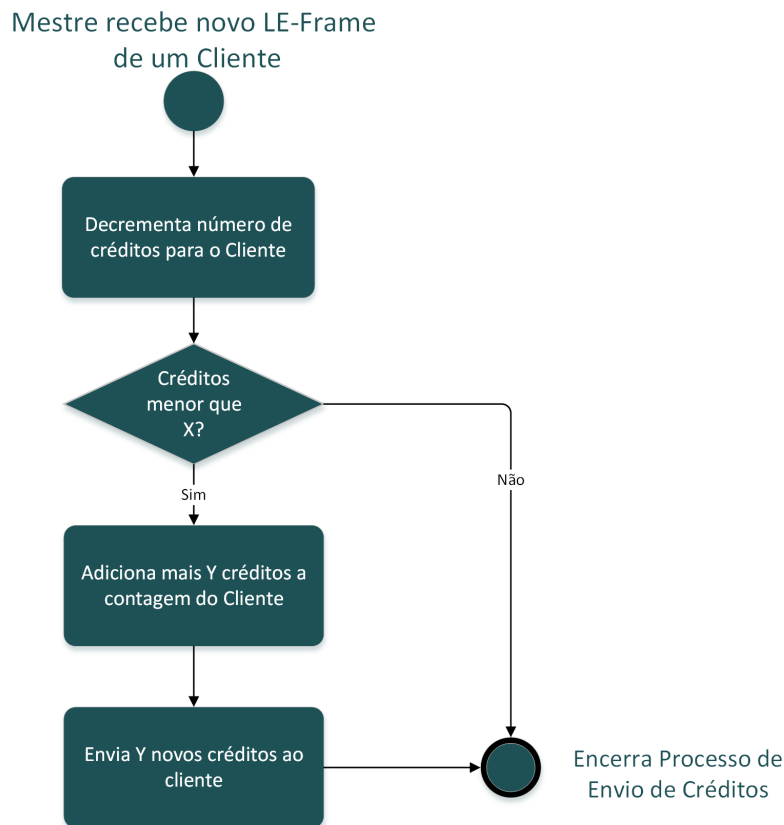 Mestre recebe novo LE-Frame
de um Cliente
Decrementa número de
créditos para o Cliente
Créditos
menor que
X?
Não
Sim
Adiciona mais Y créditos a
contagem do Cliente
Envia Y novos créditos ao
cliente
Encerra Processo de
Envio de Créditos